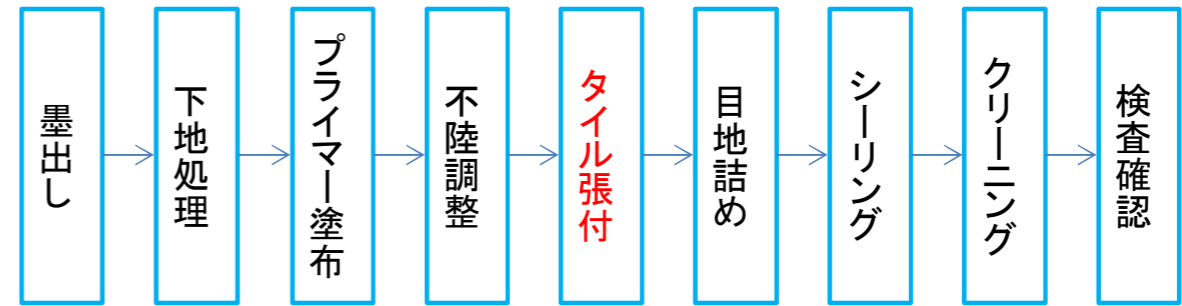 墨出し
下地処理
プライマー塗布
不陸調整
タイル張付
目地詰め
シーリング
クリーニング
検査確認